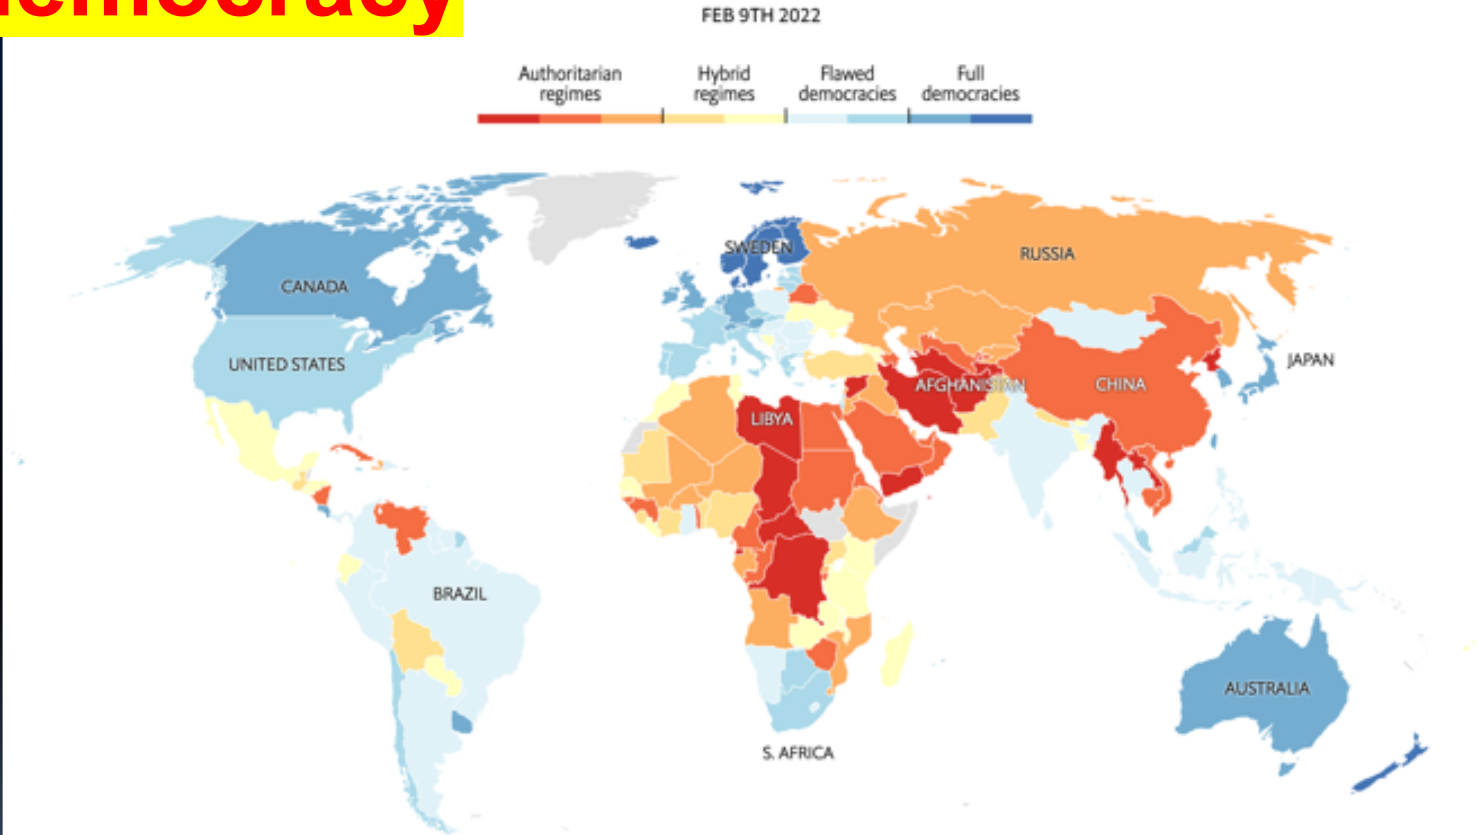 democracy
FEB 9TH 2022
Authoritarian
regimes
Hybrid
regimes
Flawed
democracies
Full
democracies
SWEDEN
RUSSIA
CANADA
UNITED STATES
JAPAN
AFGHANISTAN
CHINA
LIBYA
BRAZIL
AUSTRALIA
S. AFRICA